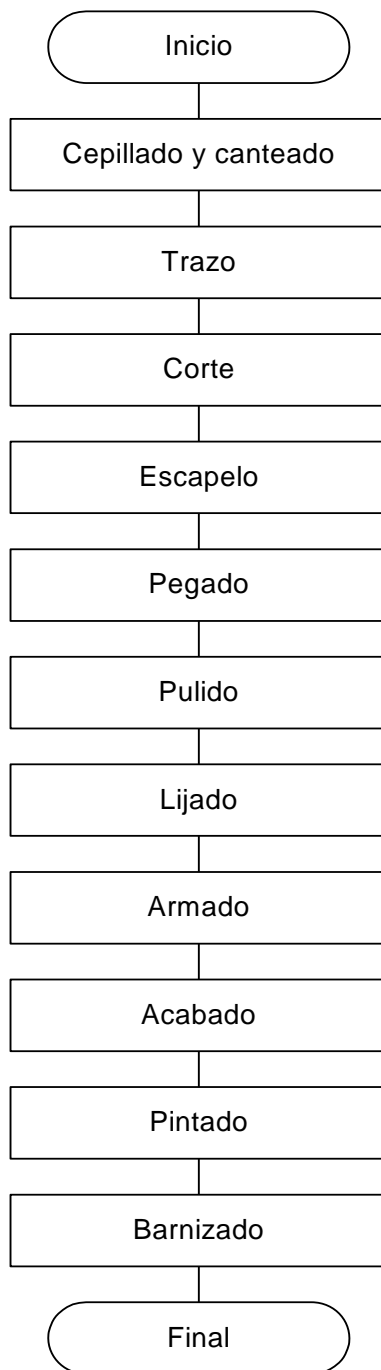 Inicio
Cepillado y canteado
Trazo
Corte
Escapelo
Pegado
Pulido
Lijado
Armado
Acabado
Pintado
Barnizado
Final